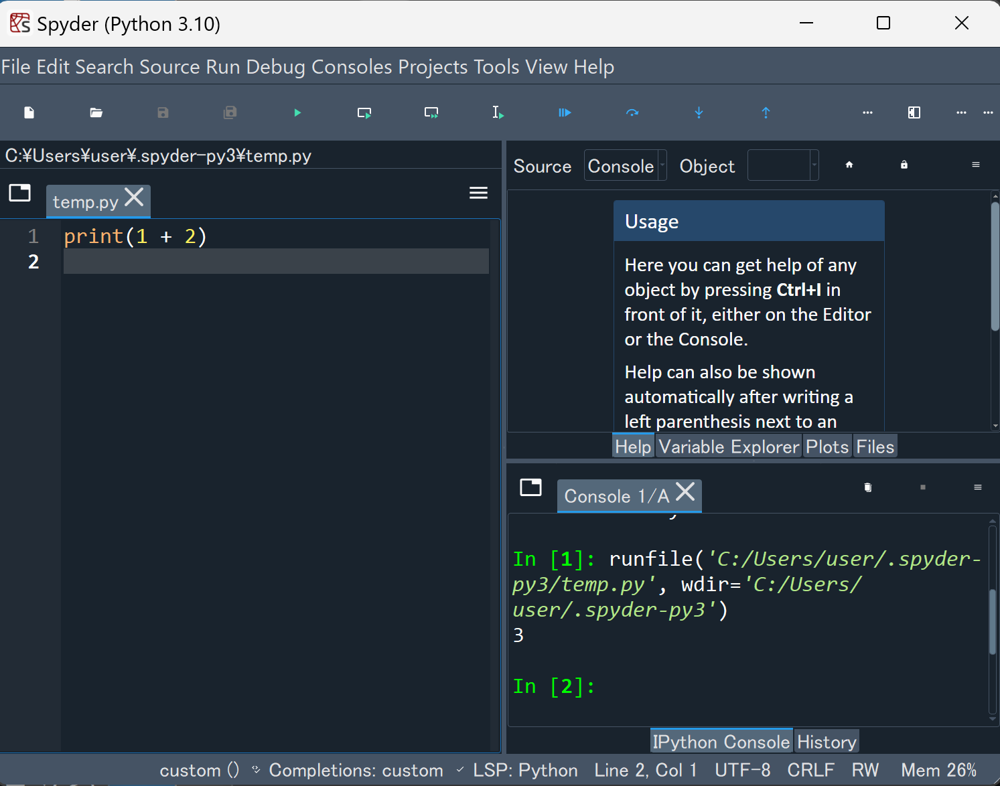 Spyder (Python 3.10)
File Edit Search Source Run Debug Consoles Projects Tools View Help
C:¥Users¥user¥.spyder-py3¥temp.py
temp.py
1 print(1 + 2)
2
Source Console Object
Usage
Here you can get help of any
object by pressing Ctrl+I in
front of it, either on the Editor
or the Console.
Help can also be shown
automatically after writing a
left parenthesis next to an
Help Variable Explorer Plots Files
Console 1/A
In [1]: runfile('C:/Users/user/.spyder-
py3/temp.py', wdir='C:/Users/
user/.spyder-py3')
3
In [2]:
IPython Console History
custom () Completions: custom LSP: Python Line 2, Col 1 UTF-8 CRLF RW Mem 26%